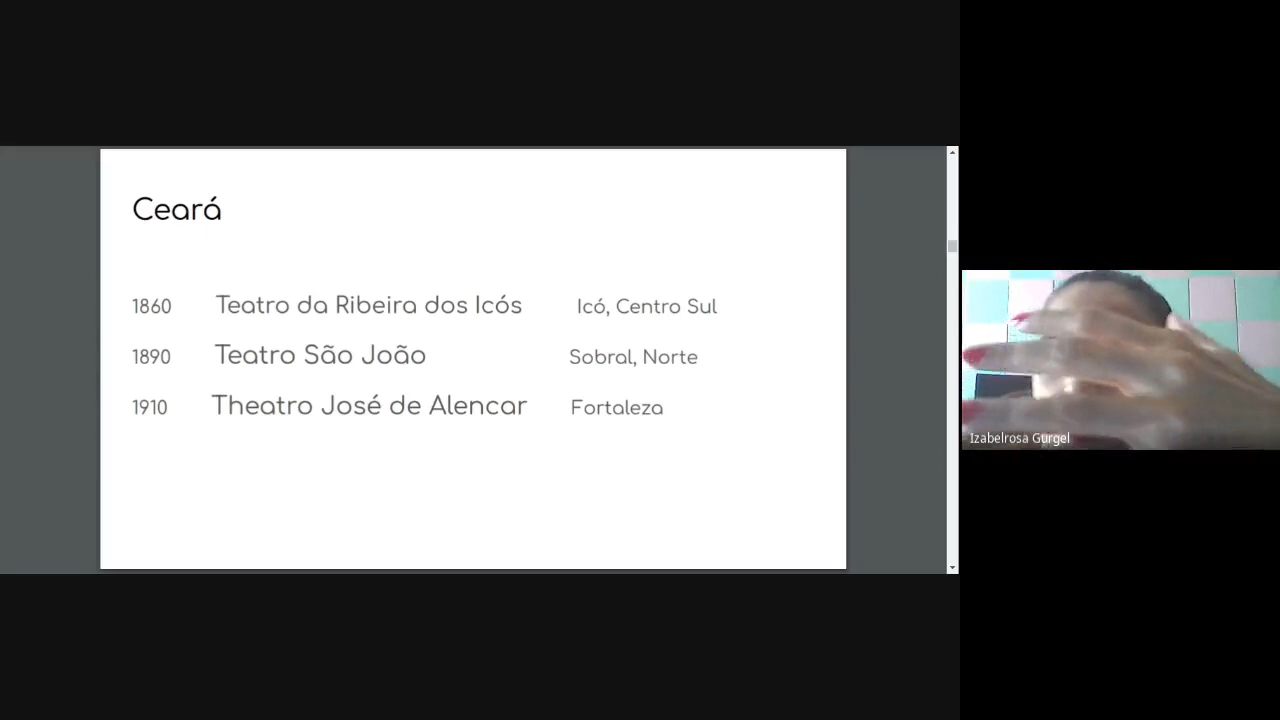 Ceará
1860 Teatro da Ribeira dos Icós Icó, Centro Sul
1890 Teatro São João Sobral, Norte
1910 Theatro José de Alencar Fortaleza
Izabelrosa Gurgel